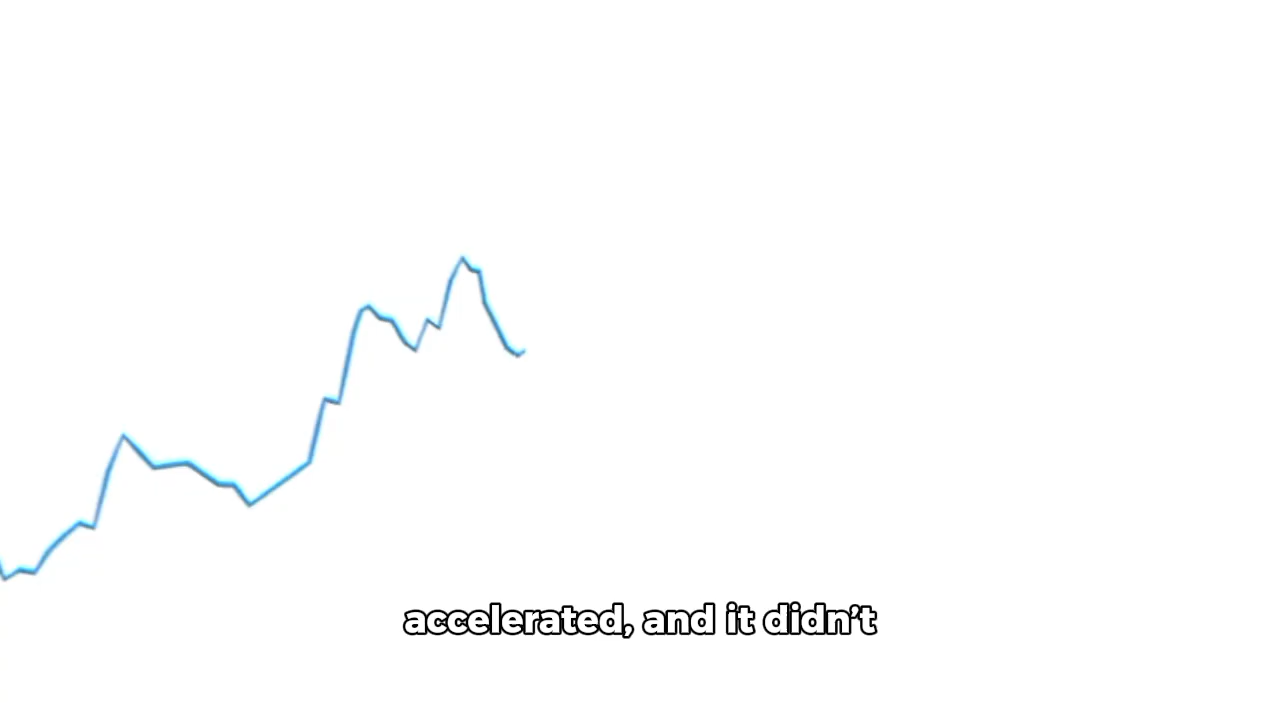 accelerated, and it didn’t